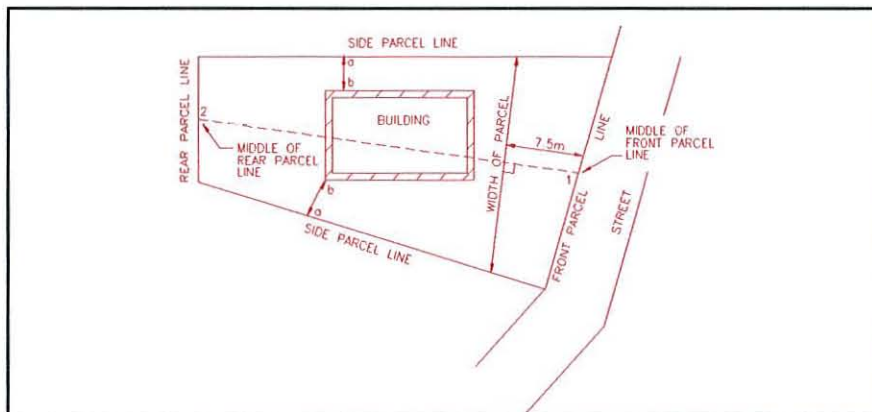 SIDE PARCEL LINE
REAR PARCEL LINE
a
b
BUILDING
2
MIDDLE OF
REAR PARCEL
LINE
WIDTH OF PARCEL
7.5m
MIDDLE OF
FRONT PARCEL
LINE
1
FRONT PARCEL LINE
STREET
b
a
SIDE PARCEL LINE